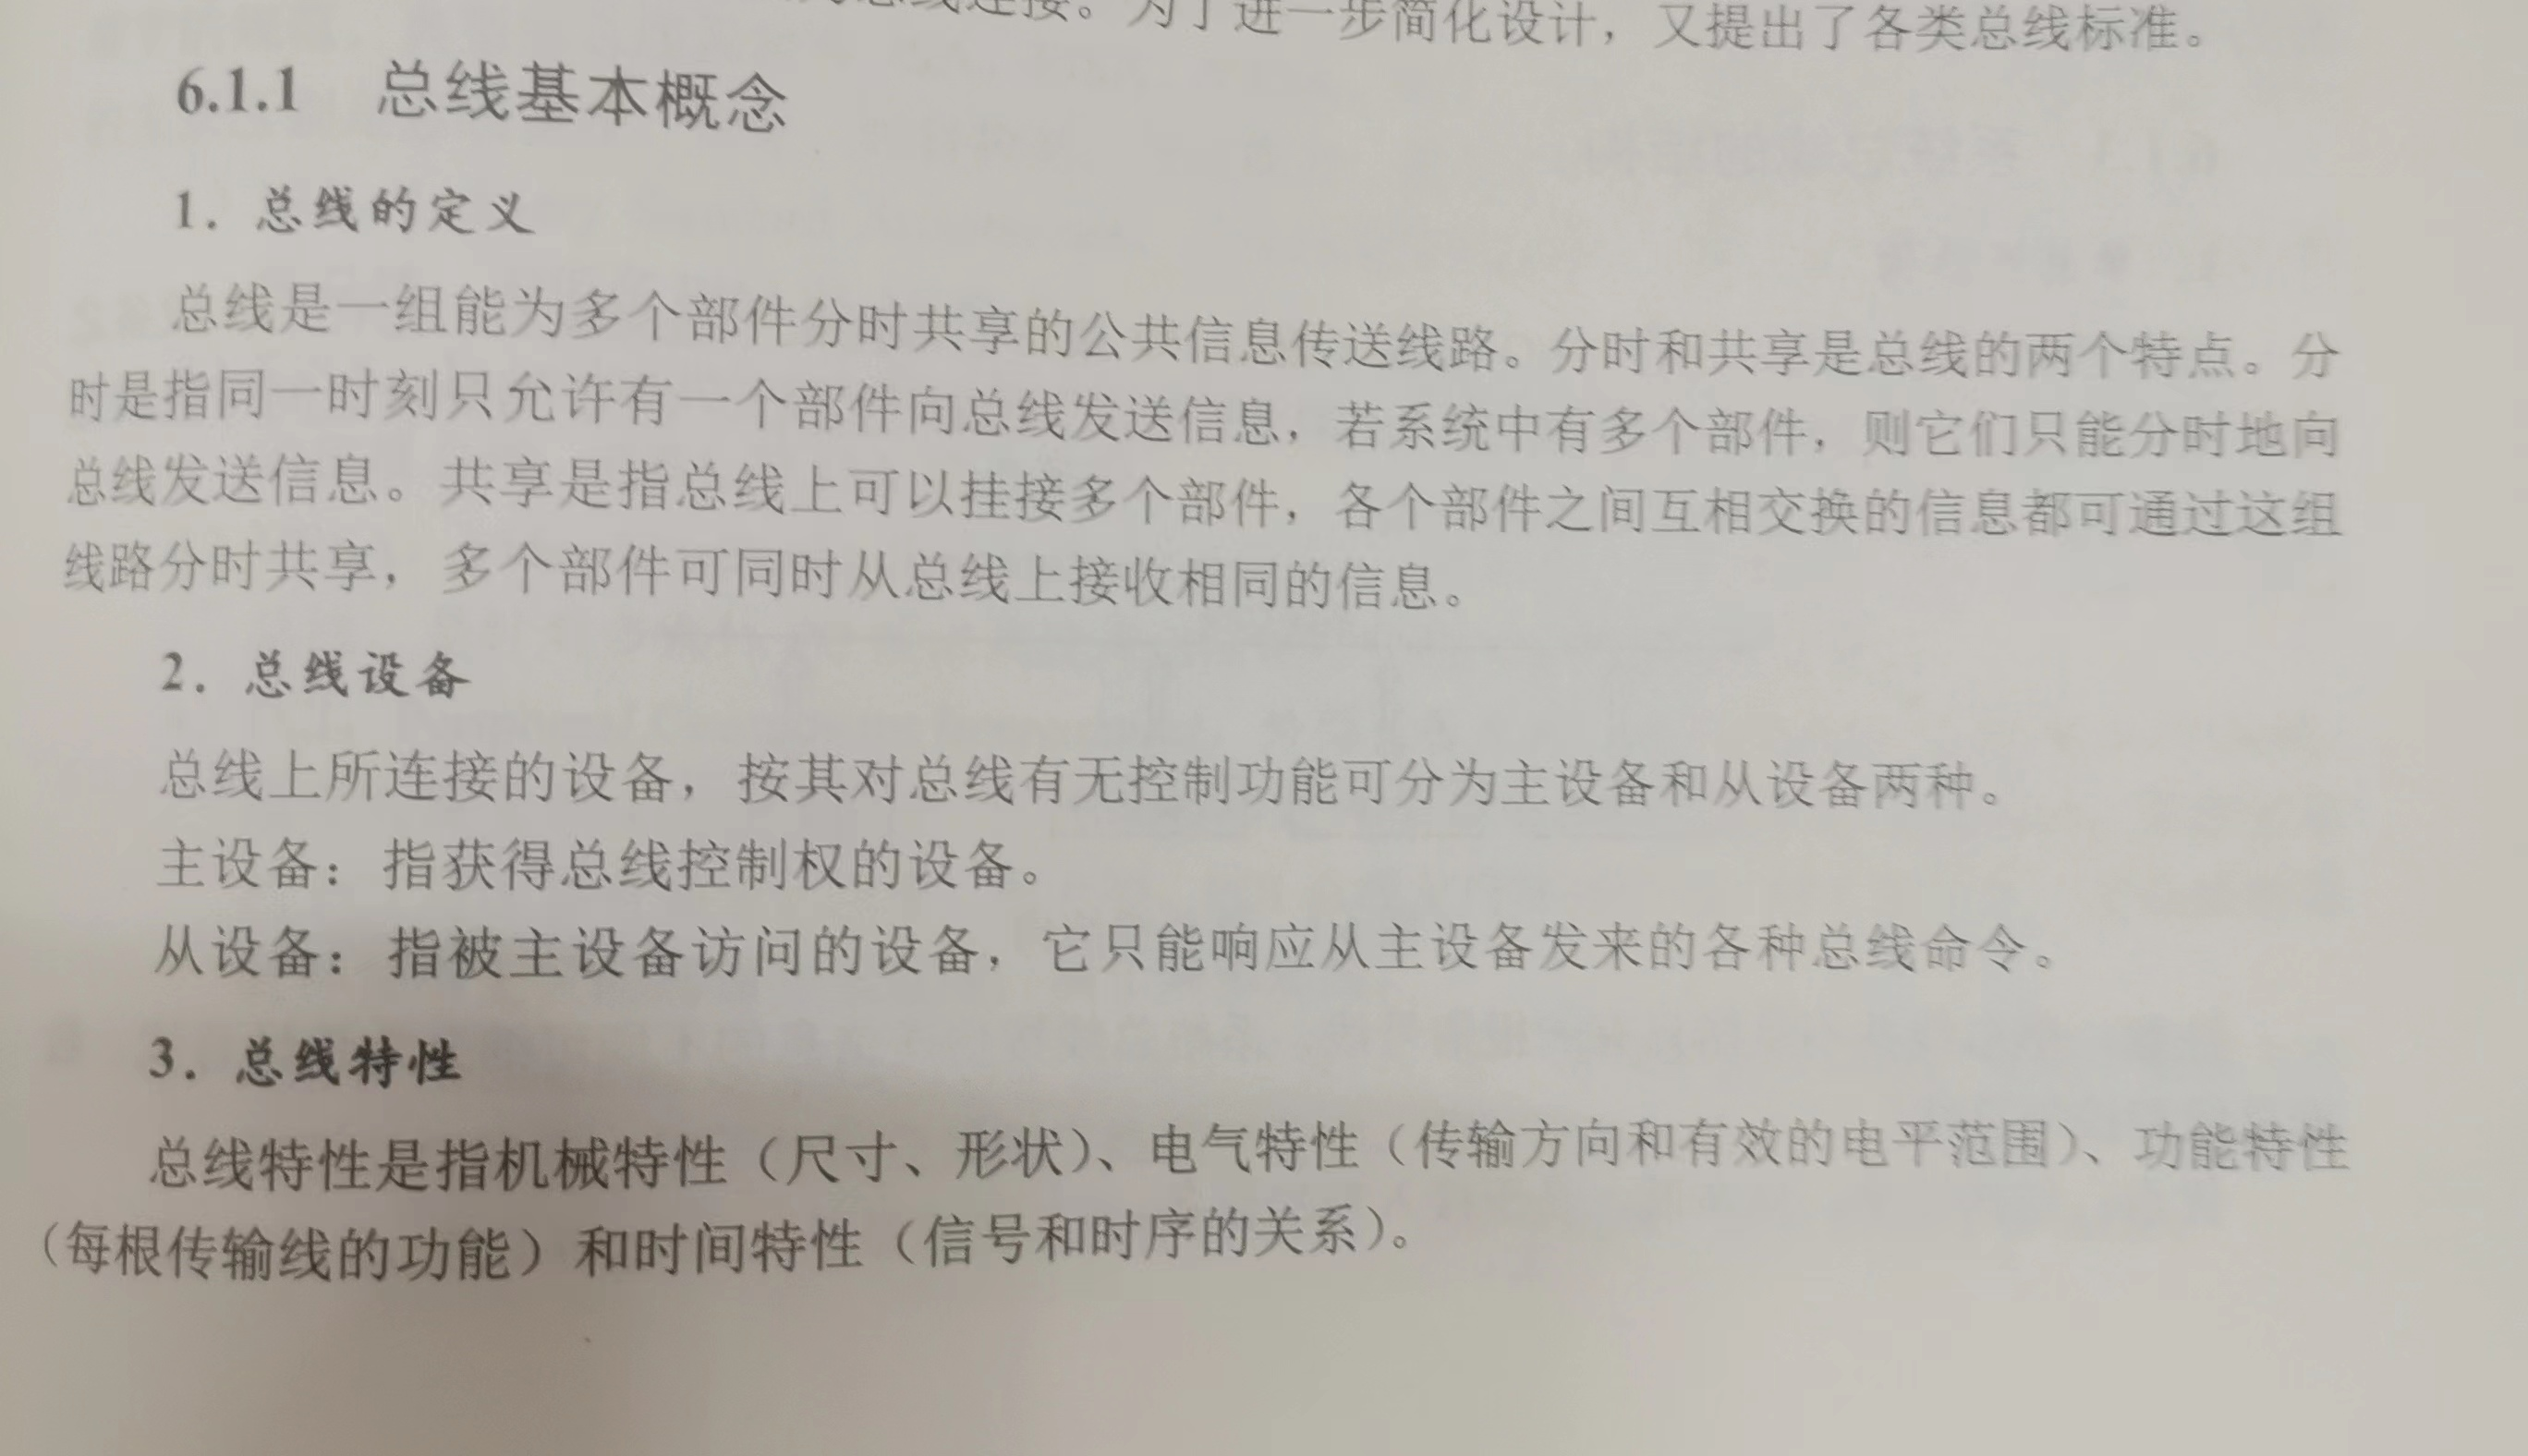 线连接。为了进一步简化设计，又提出了各类总线标准。
6.1.1 总线基本概念
1. 总线的定义
总线是一组能为多个部件分时共享的公共信息传送线路。分时和共享是总线的两个特点。分
时是指同一时刻只允许有一个部件向总线发送信息，若系统中有多个部件，则它们只能分时地向
总线发送信息。共享是指总线上可以挂接多个部件，各个部件之间互相交换的信息都可通过这组
线路分时共享，多个部件可同时从总线上接收相同的信息。
2. 总线设备
总线上所连接的设备，按其对总线有无控制功能可分为主设备和从设备两种。
主设备：指获得总线控制权的设备。
从设备：指被主设备访问的设备，它只能响应从主设备发来的各种总线命令。
3. 总线特性
总线特性是指机械特性（尺寸、形状）、电气特性（传输方向和有效的电平范围）、功能特性
（每根传输线的功能）和时间特性（信号和时序的关系）。